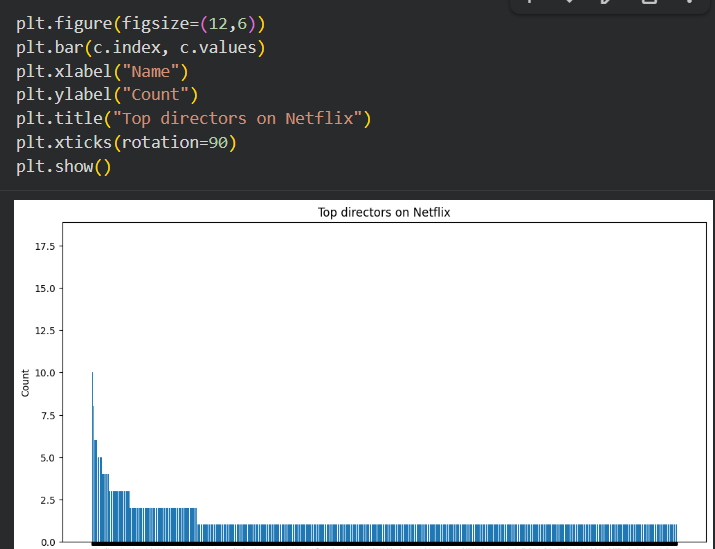 plt.figure(figsize=(12,6))
plt.bar(c.index, c.values)
plt.xlabel("Name")
plt.ylabel("Count")
plt.title("Top directors on Netflix")
plt.xticks(rotation=90)
plt.show()
Top directors on Netflix
17.5
15.0
12.5
10.0
7.5
5.0
2.5
0.0
Count